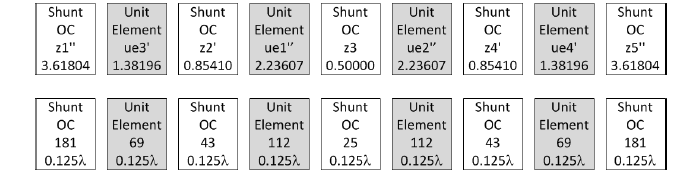 Shunt Unit Shunt Unit Shunt Unit Shunt Unit Shunt
OC Element OC Element OC Element OC Element OC
z1'' ue3' z2' ue1'' z3 ue2'' z4' ue4' z5''
3.61804 1.38196 0.85410 2.23607 0.50000 2.23607 0.85410 1.38196 3.61804
Shunt Unit Shunt Unit Shunt Unit Shunt Unit Shunt
OC Element OC Element OC Element OC Element OC
181 69 43 112 25 112 43 69 181
0.125λ 0.125λ 0.125λ 0.125λ 0.125λ 0.125λ 0.125λ 0.125λ 0.125λ